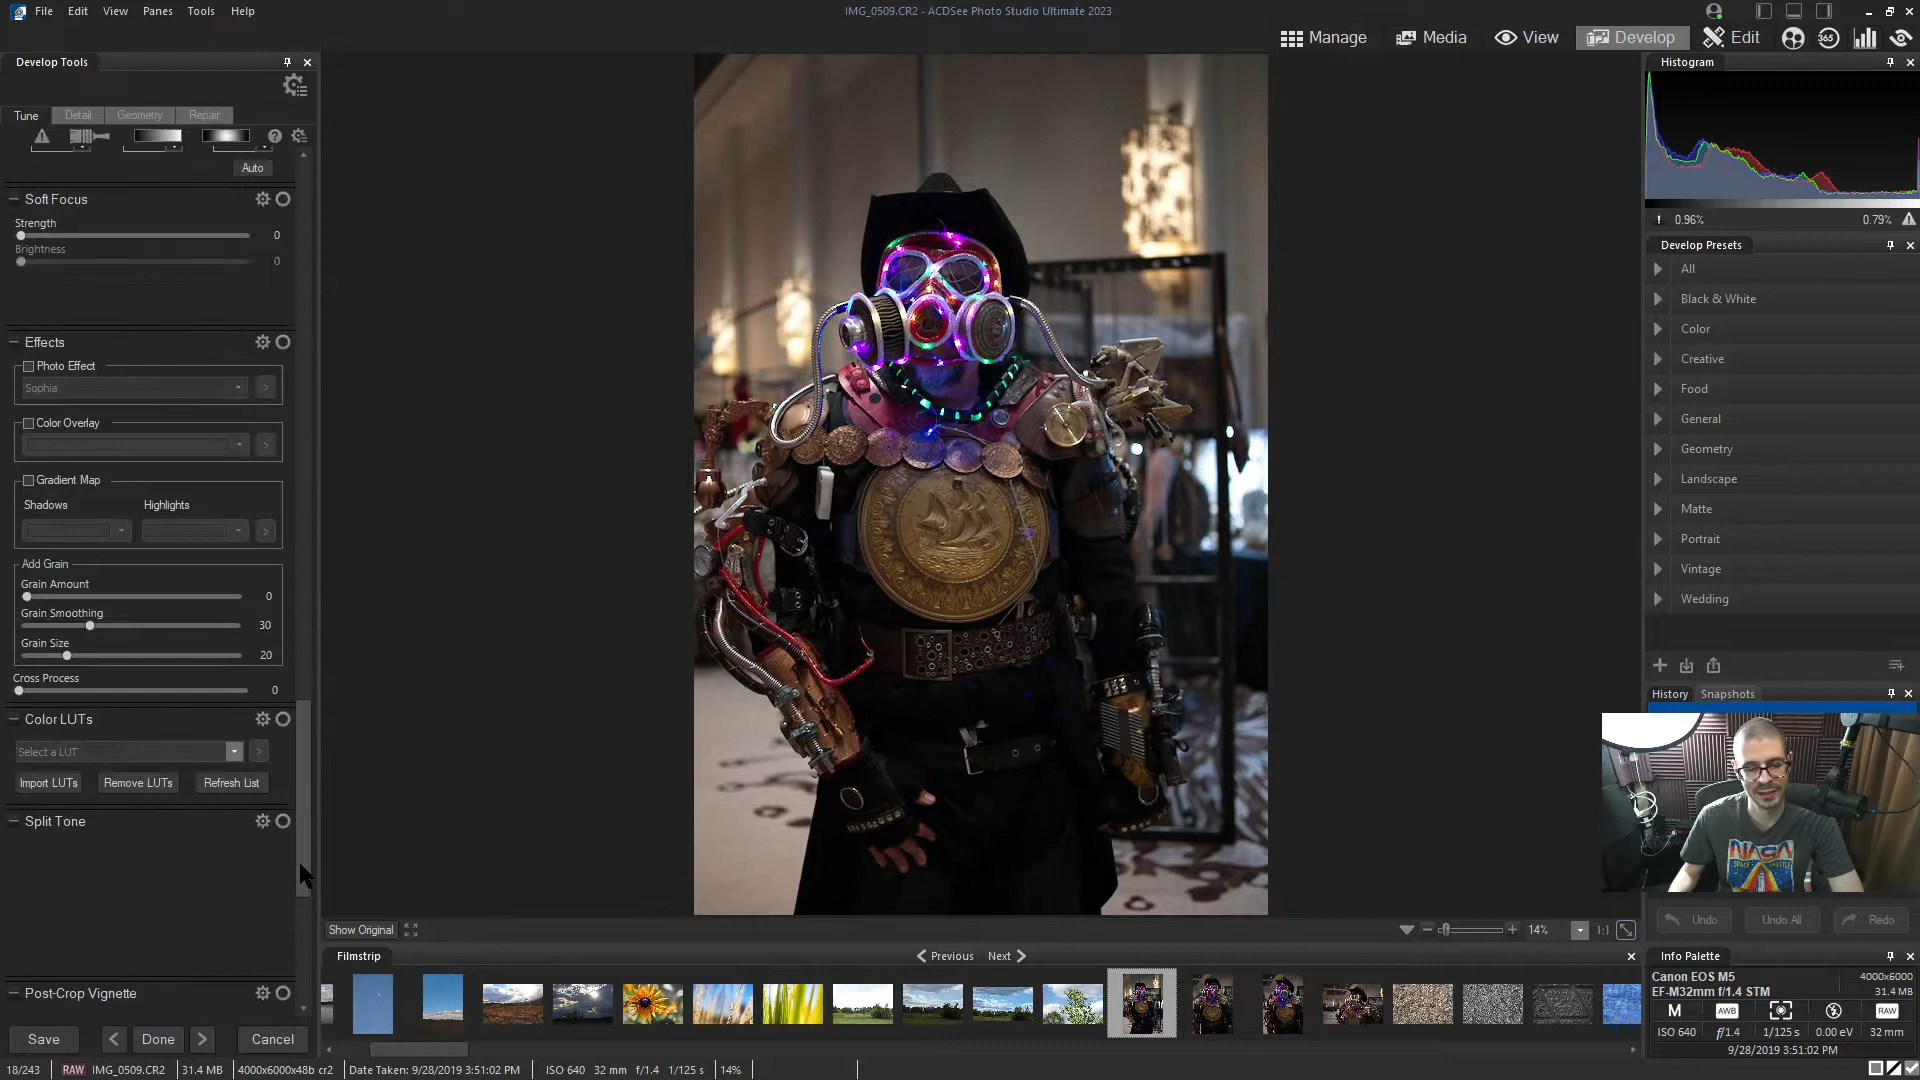 File Edit View Panes Tools Help
IMG_0509.CR2 - ACDSee Photo Studio Ultimate 2023
Manage Media View Develop Edit 365
Develop Tools
Tune Detail Geometry Repair
Auto
Soft Focus
Strength
0
Brightness
0
Effects
Photo Effect
Sophia
Color Overlay
Gradient Map
Shadows Highlights
Add Grain
Grain Amount
0
Grain Smoothing
30
Grain Size
20
Cross Process
0
Color LUTs
Select a LUT
Import LUTs Remove LUTs Refresh List
Split Tone
Post-Crop Vignette
Save Done Cancel
Show Original
14% 1:1
Filmstrip
Previous Next
Histogram
0.96% 0.79%
Develop Presets
All
Black & White
Color
Creative
Food
General
Geometry
Landscape
Matte
Portrait
Vintage
Wedding
History Snapshots
NASA
SPACE SHUTTLE
Undo Undo All Redo
Info Palette
Canon EOS M5 4000x6000
EF-M32mm f/1.4 STM 31.4 MB
M AWB RAW
ISO 640 f/1.4 1/125 s 0.00 eV 32 mm
9/28/2019 3:51:02 PM
18/243 RAW IMG_0509.CR2 31.4 MB 4000x6000x48b cr2 Date Taken: 9/28/2019 3:51:02 PM ISO 640 32 mm f/1.4 1/125 s 14%